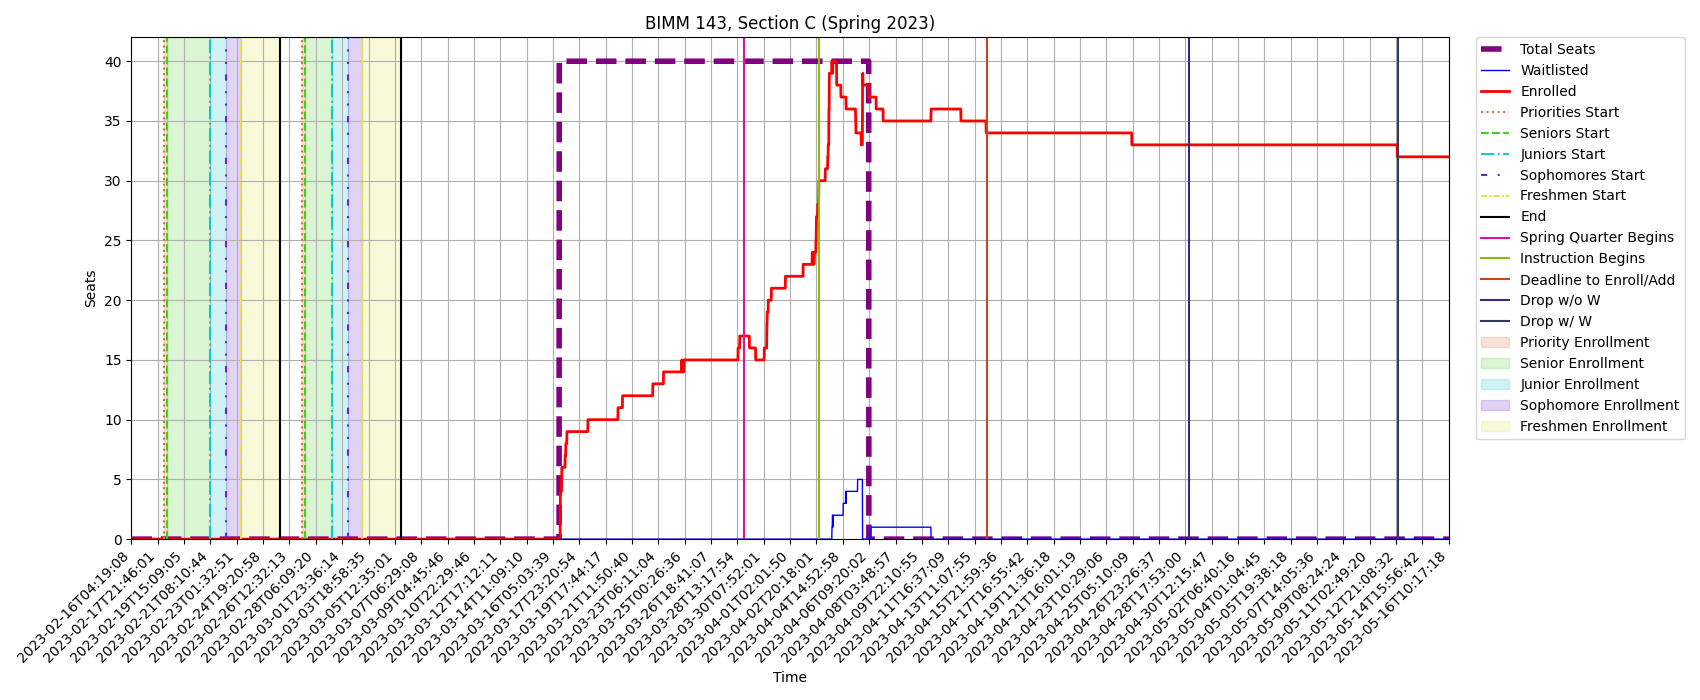 BIMM 143, Section C (Spring 2023)
Seats
40
35
30
25
20
15
10
5
0
2023-02-16T04:19:08
2023-02-17T21:46:01
2023-02-19T15:09:05
2023-02-21T08:10:44
2023-02-23T01:32:51
2023-02-24T19:20:58
2023-02-26T12:32:13
2023-02-28T06:09:20
2023-03-01T23:36:14
2023-03-03T18:58:35
2023-03-05T12:35:01
2023-03-07T06:29:08
2023-03-09T04:45:46
2023-03-10T22:29:46
2023-03-12T17:12:11
2023-03-14T11:09:10
2023-03-16T05:03:39
2023-03-17T23:20:54
2023-03-19T17:44:17
2023-03-21T11:50:40
2023-03-23T06:11:04
2023-03-25T00:26:36
2023-03-26T18:41:07
2023-03-28T13:17:54
2023-03-30T07:52:01
2023-04-01T02:01:50
2023-04-02T20:18:01
2023-04-04T14:52:58
2023-04-06T09:20:02
2023-04-08T03:48:57
2023-04-09T22:10:55
2023-04-11T16:37:09
2023-04-13T11:07:55
2023-04-15T21:59:36
2023-04-17T16:55:42
2023-04-19T11:36:18
2023-04-21T06:01:19
2023-04-23T10:29:06
2023-04-25T05:10:09
2023-04-26T23:26:37
2023-04-28T17:53:00
2023-04-30T12:15:47
2023-05-02T06:40:16
2023-05-04T01:04:45
2023-05-05T19:38:18
2023-05-07T14:05:36
2023-05-09T08:24:24
2023-05-11T02:49:20
2023-05-12T21:08:32
2023-05-14T15:56:42
2023-05-16T10:17:18
Time
Total Seats
Waitlisted
Enrolled
Priorities Start
Seniors Start
Juniors Start
Sophomores Start
Freshmen Start
End
Spring Quarter Begins
Instruction Begins
Deadline to Enroll/Add
Drop w/o W
Drop w/ W
Priority Enrollment
Senior Enrollment
Junior Enrollment
Sophomore Enrollment
Freshmen Enrollment